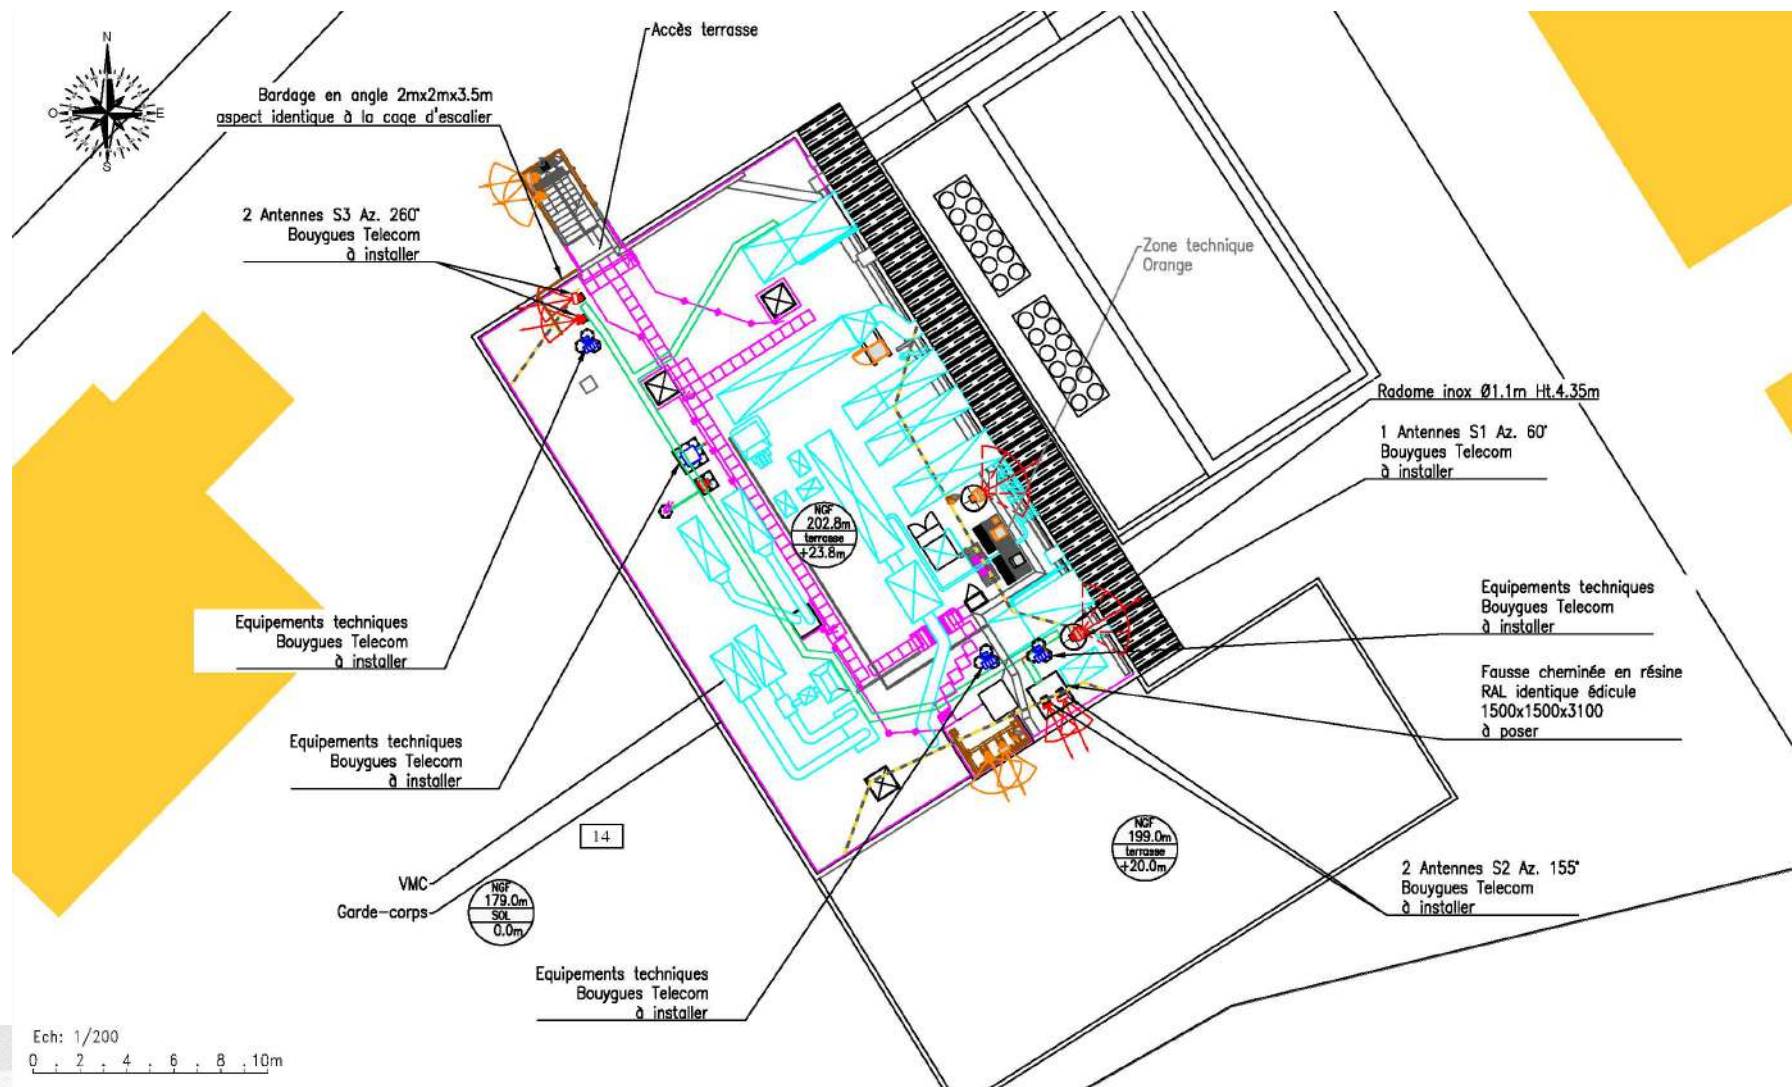 N
O
E
S
Accès terrasse
Bardage en angle 2mx2mx3.5m
aspect identique à la cage d'escalier
2 Antennes S3 Az. 260°
Bouygues Telecom
à installer
Zone technique
Orange
Radome inox Ø1.1m Ht.4.35m
1 Antennes S1 Az. 60°
Bouygues Telecom
à installer
NGF
202.8m
terrasse
+23.8m
Equipements techniques
Bouygues Telecom
à installer
Equipements techniques
Bouygues Telecom
à installer
Fausse cheminée en résine
RAL identique édicule
1500x1500x3100
à poser
Equipements techniques
Bouygues Telecom
à installer
14
NGF
199.0m
terrasse
+20.0m
2 Antennes S2 Az. 155°
Bouygues Telecom
à installer
VMC
Garde-corps
NGF
179.0m
SOL
0.0m
Equipements techniques
Bouygues Telecom
à installer
Ech: 1/200
0 . 2 . 4 . 6 . 8 . 10m